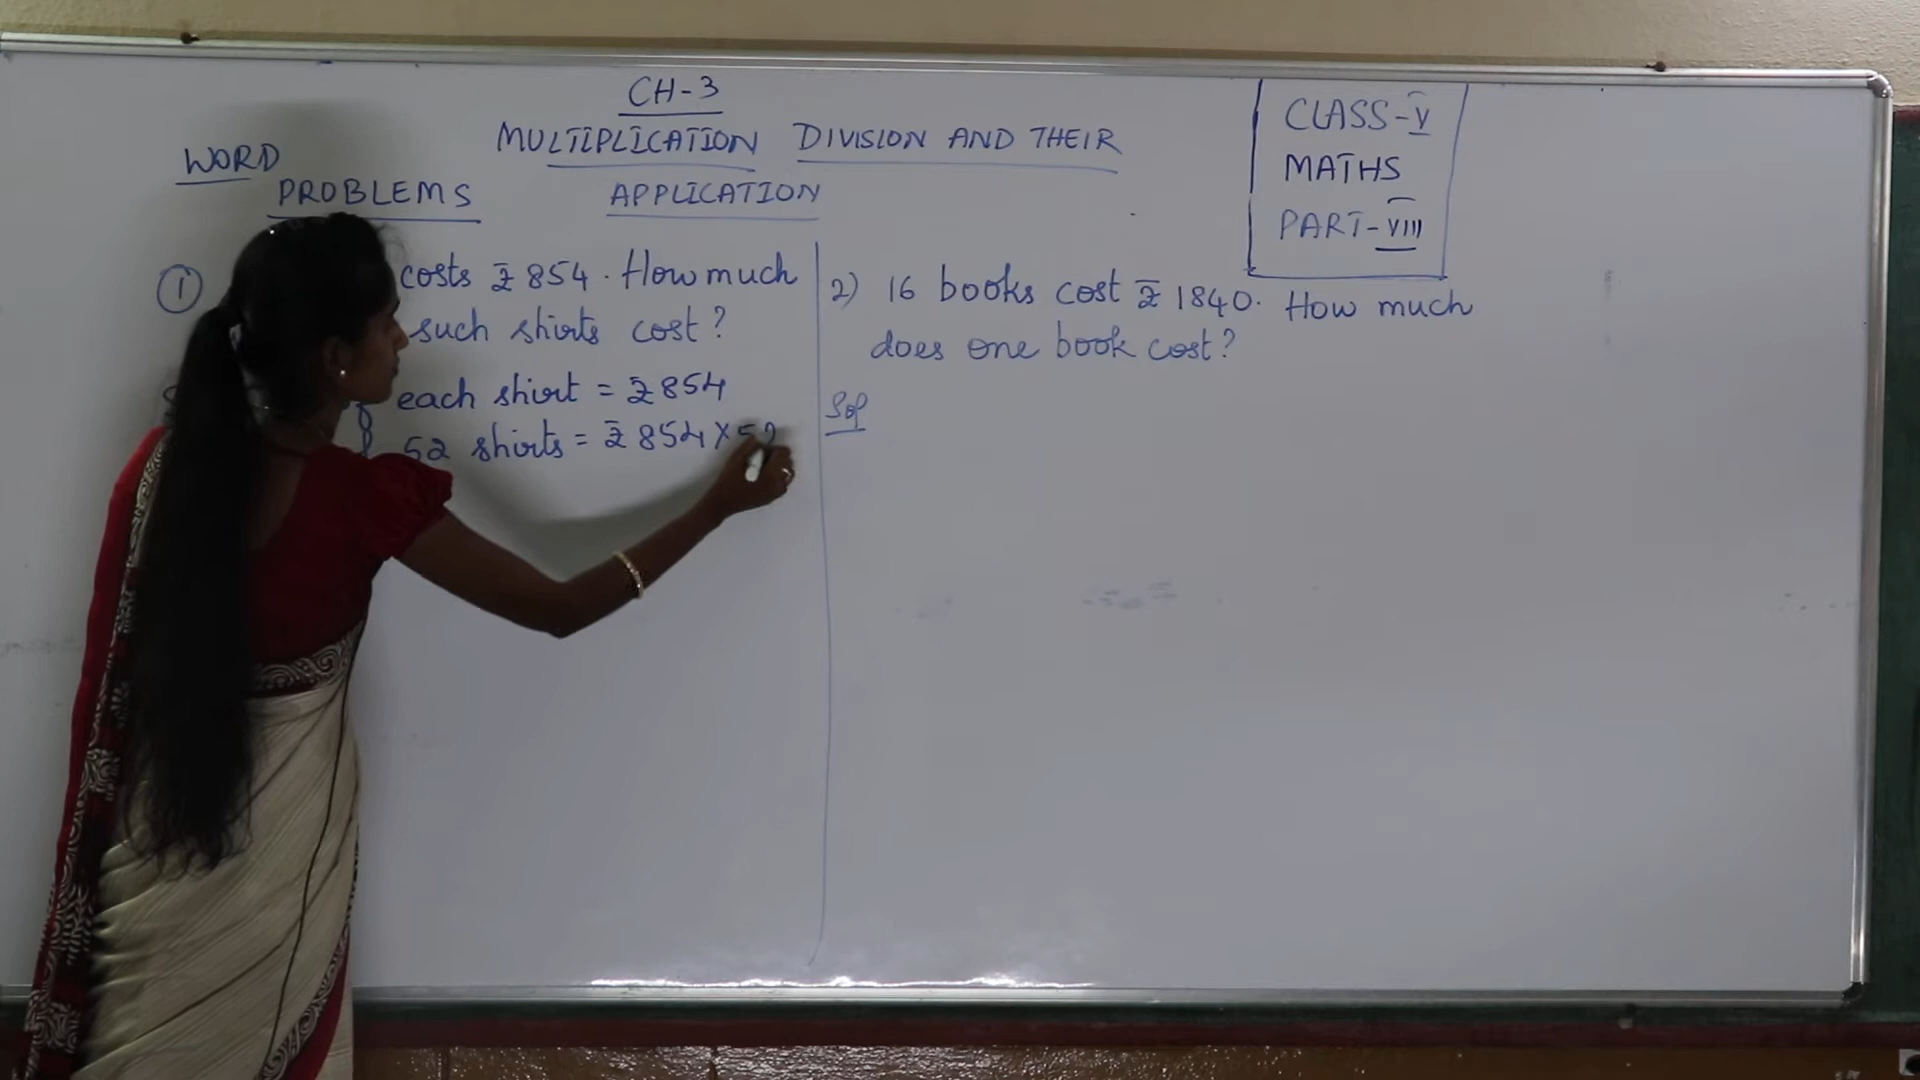 CH-3
MULTIPLICATION DIVISION AND THEIR
APPLICATION
WORD
PROBLEMS
CLASS-V
MATHS
PART-VIII
① costs ₹854. How much
such shirts cost?
each shirt = ₹854
52 shirts = ₹854×52
2) 16 books cost ₹1840. How much
does one book cost?
Sol